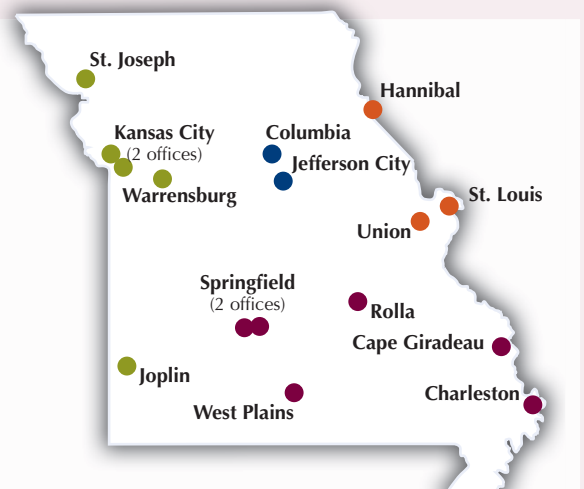 St. Joseph
Hannibal
Kansas City
(2 offices)
Columbia
Jefferson City
Warrensburg
St. Louis
Union
Springfield
(2 offices)
Rolla
Cape Giradeau
Joplin
Charleston
West Plains